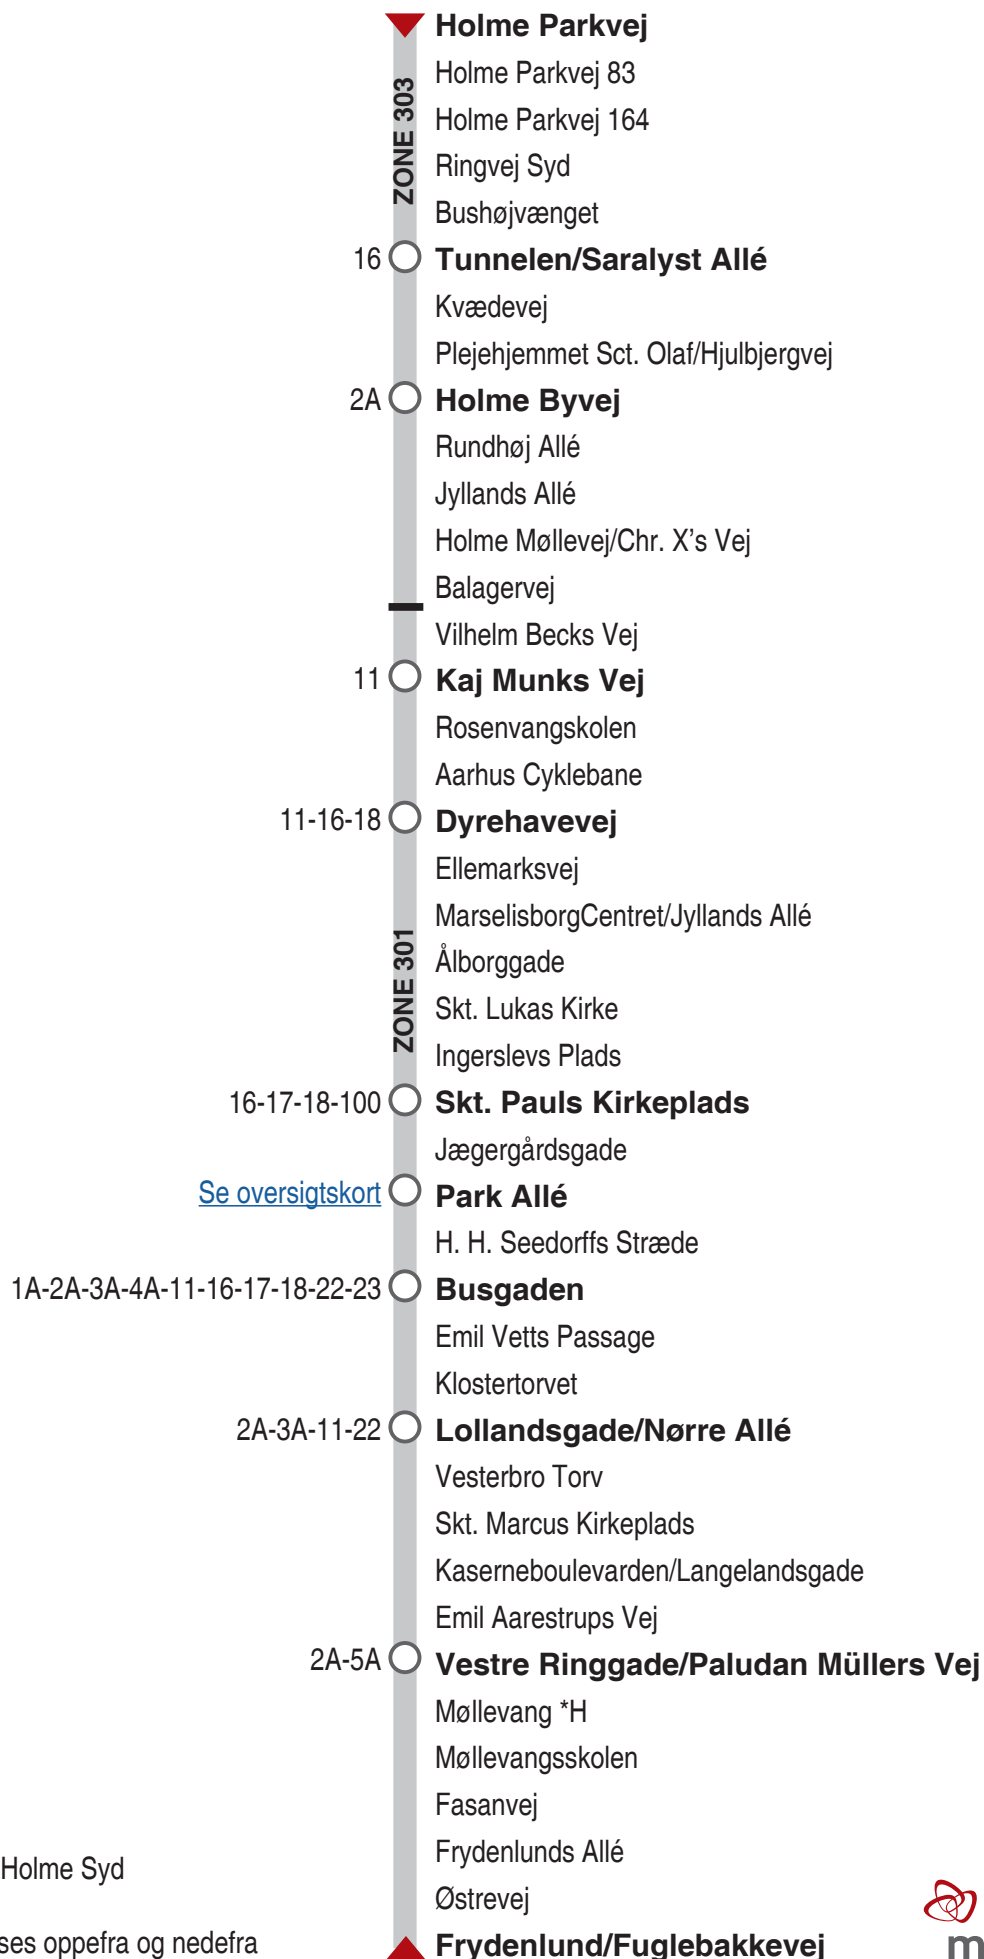 Holme Parkvej
Holme Parkvej 83
Holme Parkvej 164
ZONE 303
Ringvej Syd
Bushøjvænget
16 Tunnelen/Saralyst Allé
Kvædevej
Plejehjemmet Sct. Olaf/Hjulbjergvej
2A Holme Byvej
Rundhøj Allé
Jyllands Allé
Holme Møllevej/Chr. X's Vej
Balagervej
Vilhelm Becks Vej
11 Kaj Munks Vej
Rosenvangskolen
Aarhus Cyklebane
11-16-18 Dyrehavevej
Ellemarksvej
MarselisborgCentret/Jyllands Allé
Ålborggade
ZONE 301
Skt. Lukas Kirke
Ingerslevs Plads
16-17-18-100 Skt. Pauls Kirkeplads
Jægergårdsgade
Se oversigtskort Park Allé
H. H. Seedorffs Stræde
1A-2A-3A-4A-11-16-17-18-22-23 Busgaden
Emil Vetts Passage
Klostertorvet
2A-3A-11-22 Lollandsgade/Nørre Allé
Vesterbro Torv
Skt. Marcus Kirkeplads
Kaserneboulevarden/Langelandsgade
Emil Aarestrups Vej
2A-5A Vestre Ringgade/Paludan Müllers Vej
Møllevang *H
Møllevangsskolen
Fasanvej
Frydenlunds Allé
Holme Syd
Østrevej
ses oppefra og nedefra
Frydenlund/Fuglebakkevej
m